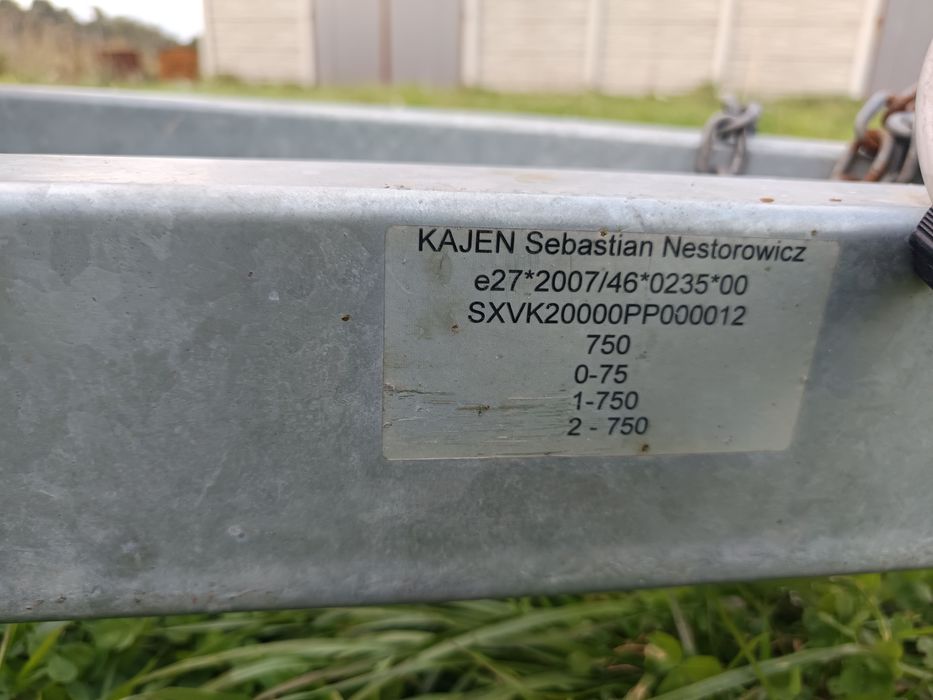 KAJEN Sebastian Nestorowicz
e27*2007/46*0235*00
SXVK20000PP000012
750
0-75
1-750
2 - 750